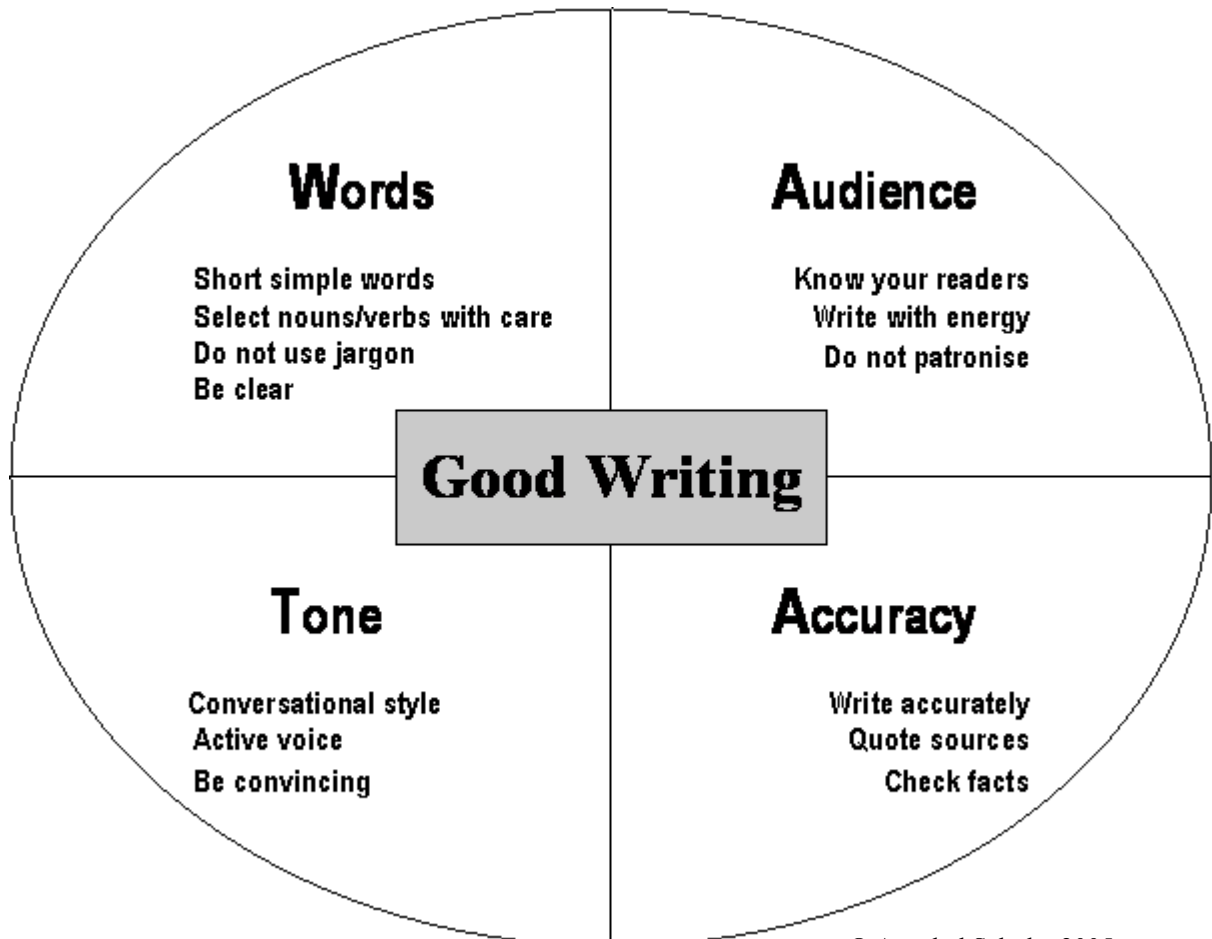 Words
Short simple words
Select nouns/verbs with care
Do not use jargon
Be clear
Audience
Know your readers
Write with energy
Do not patronise
Good Writing
Tone
Conversational style
Active voice
Be convincing
Accuracy
Write accurately
Quote sources
Check facts